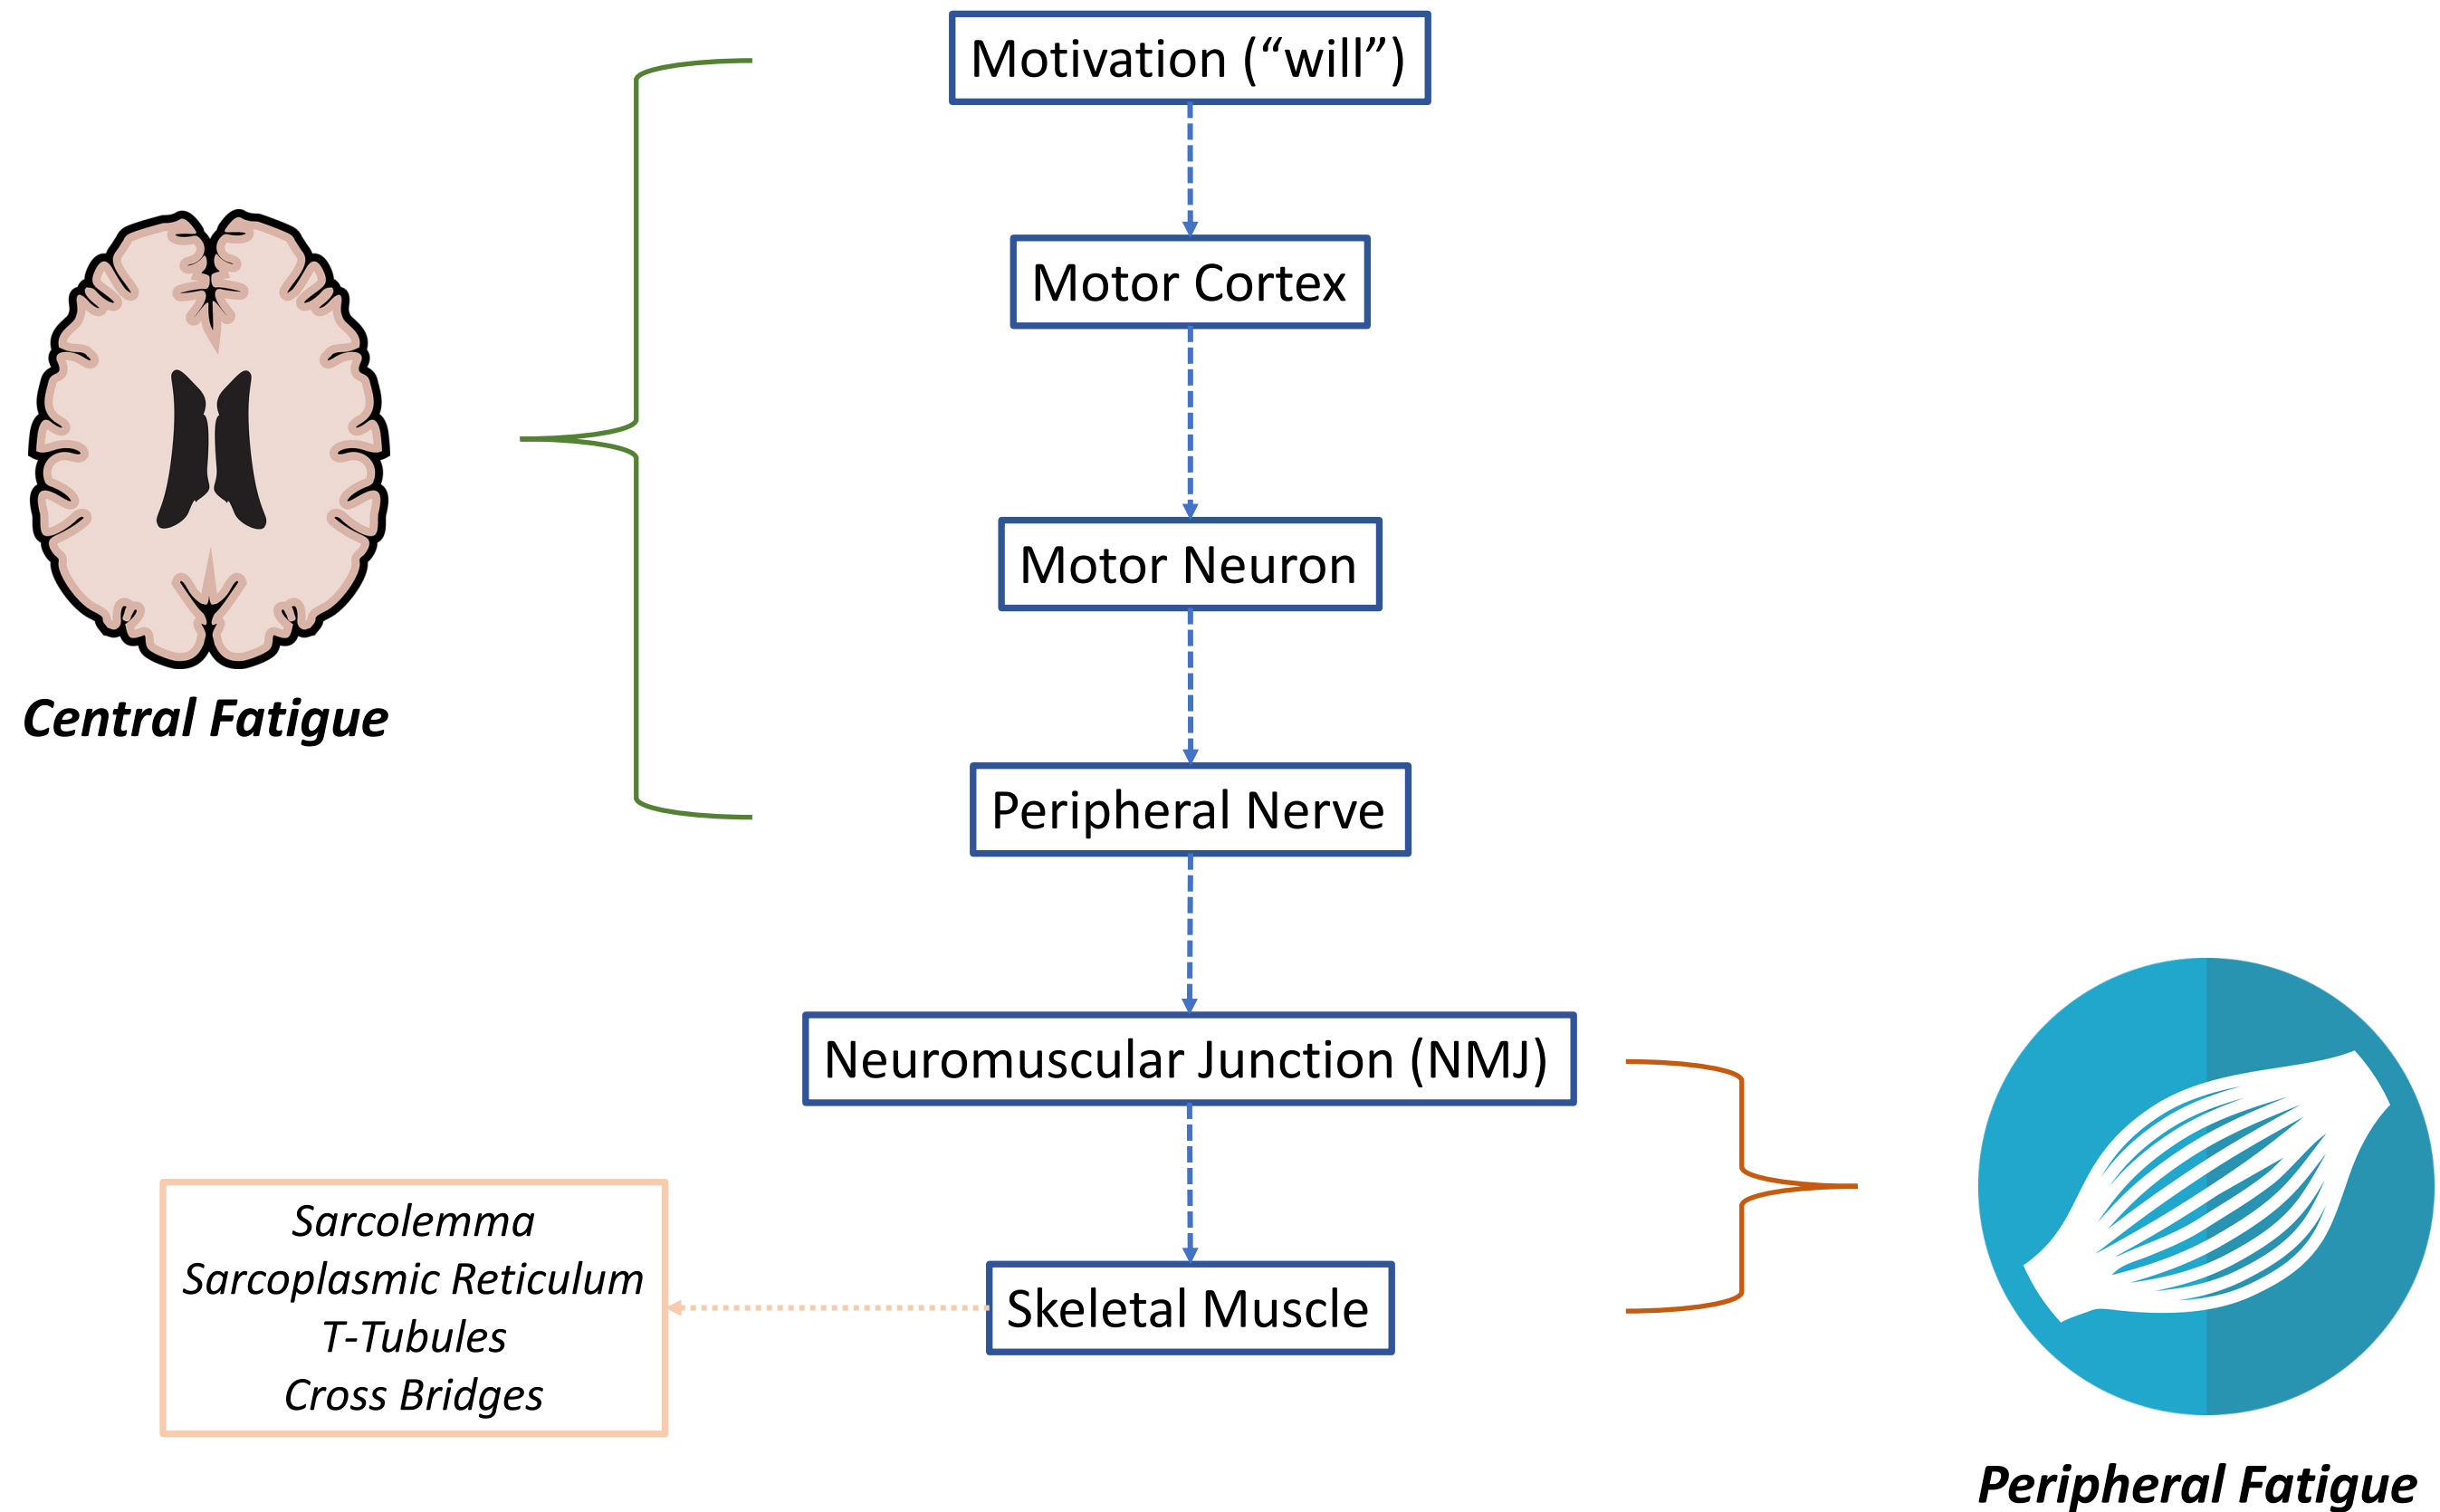 Motivation (“will”)
Motor Cortex
Motor Neuron
Central Fatigue
Peripheral Nerve
Neuromuscular Junction (NMJ)
Sarcolemma
Sarcoplasmic Reticulum
T-Tubules
Cross Bridges
Skeletal Muscle
Peripheral Fatigue